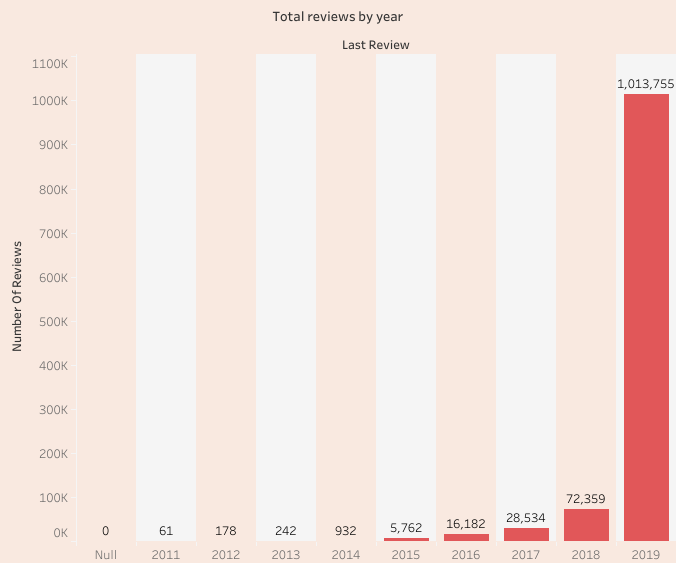 Total reviews by year
Last Review
Number Of Reviews
1100K
1000K
900K
800K
700K
600K
500K
400K
300K
200K
100K
0K
0 61 178 242 932 5,762 16,182 28,534 72,359 1,013,755
Null 2011 2012 2013 2014 2015 2016 2017 2018 2019